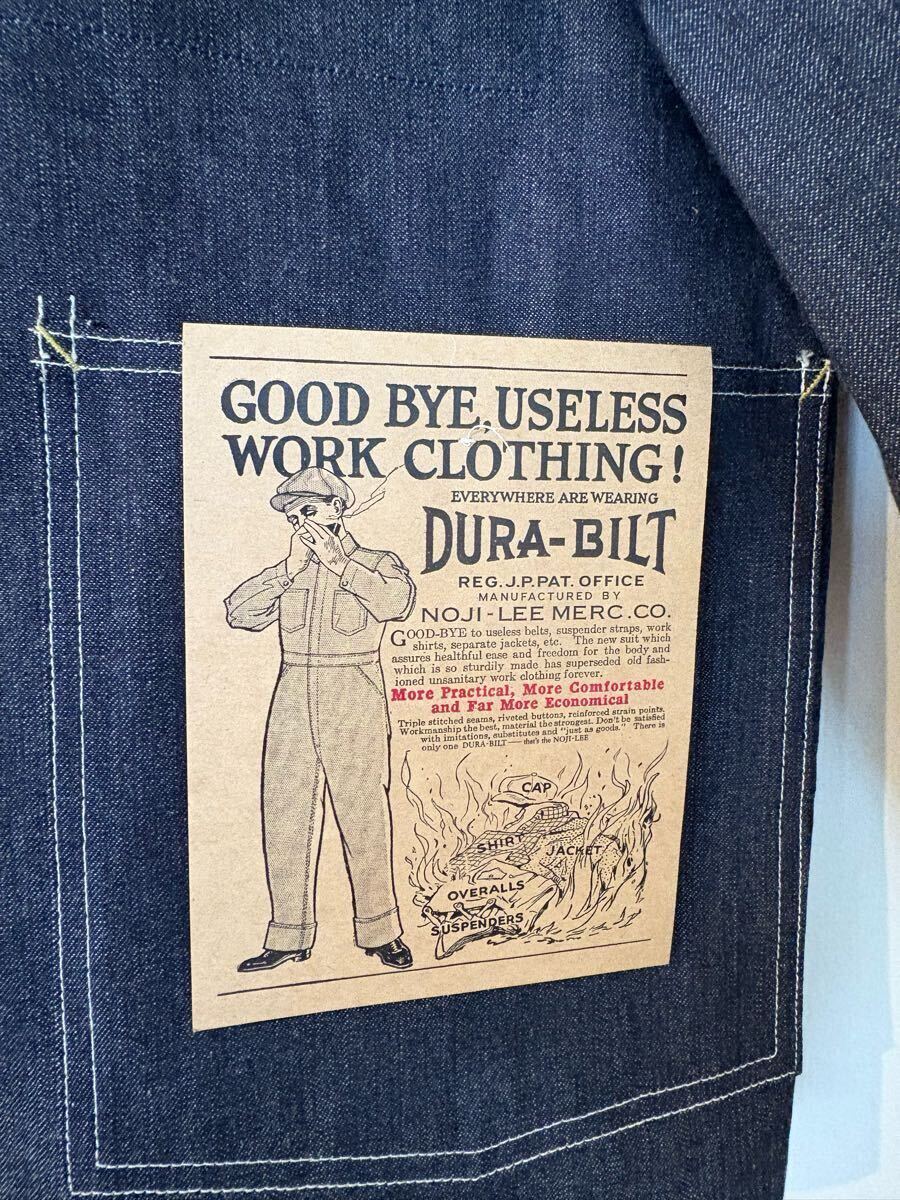 GOOD BYE USELESS
WORK CLOTHING!
EVERYWHERE ARE WEARING
DURA-BILT
REG. J.P. PAT. OFFICE
MANUFACTURED BY
NOJI-LEE MERC. CO.
GOOD-BYE to useless belts, suspender straps, work
shirts, separate jackets, etc. The new suit which
assures healthful ease and freedom for the body and
which is so sturdily made has superseded old fash-
ioned unsanitary work clothing forever.
More Practical, More Comfortable
and Far More Economical
Triple stitched seams, riveted buttons, reinforced strain points.
Workmanship the best, material the strongest. Don't be satisfied
with imitations, substitutes and "just as goods." There is
only one DURA-BILT — that's the NOJI-LEE
CAP
SHIRT
JACKET
OVERALLS
SUSPENDERS